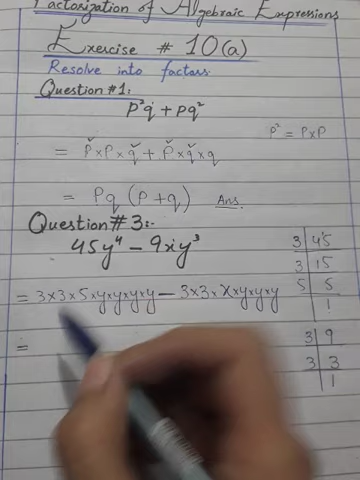 Factorization of Algebraic Expressions
Exercise # 10(a)
Resolve into factors
Question #1:
p²q + pq²
p² = p×p
= p×p×q + p×q×q
= pq (p+q) Ans.
Question #3:-
45y⁴ − 9xy³
= 3×3×5×y×y×y×y − 3×3×x×y×y×y
=
3 | 45
3 | 15
5 | 5
1
3 | 9
3 | 3
1